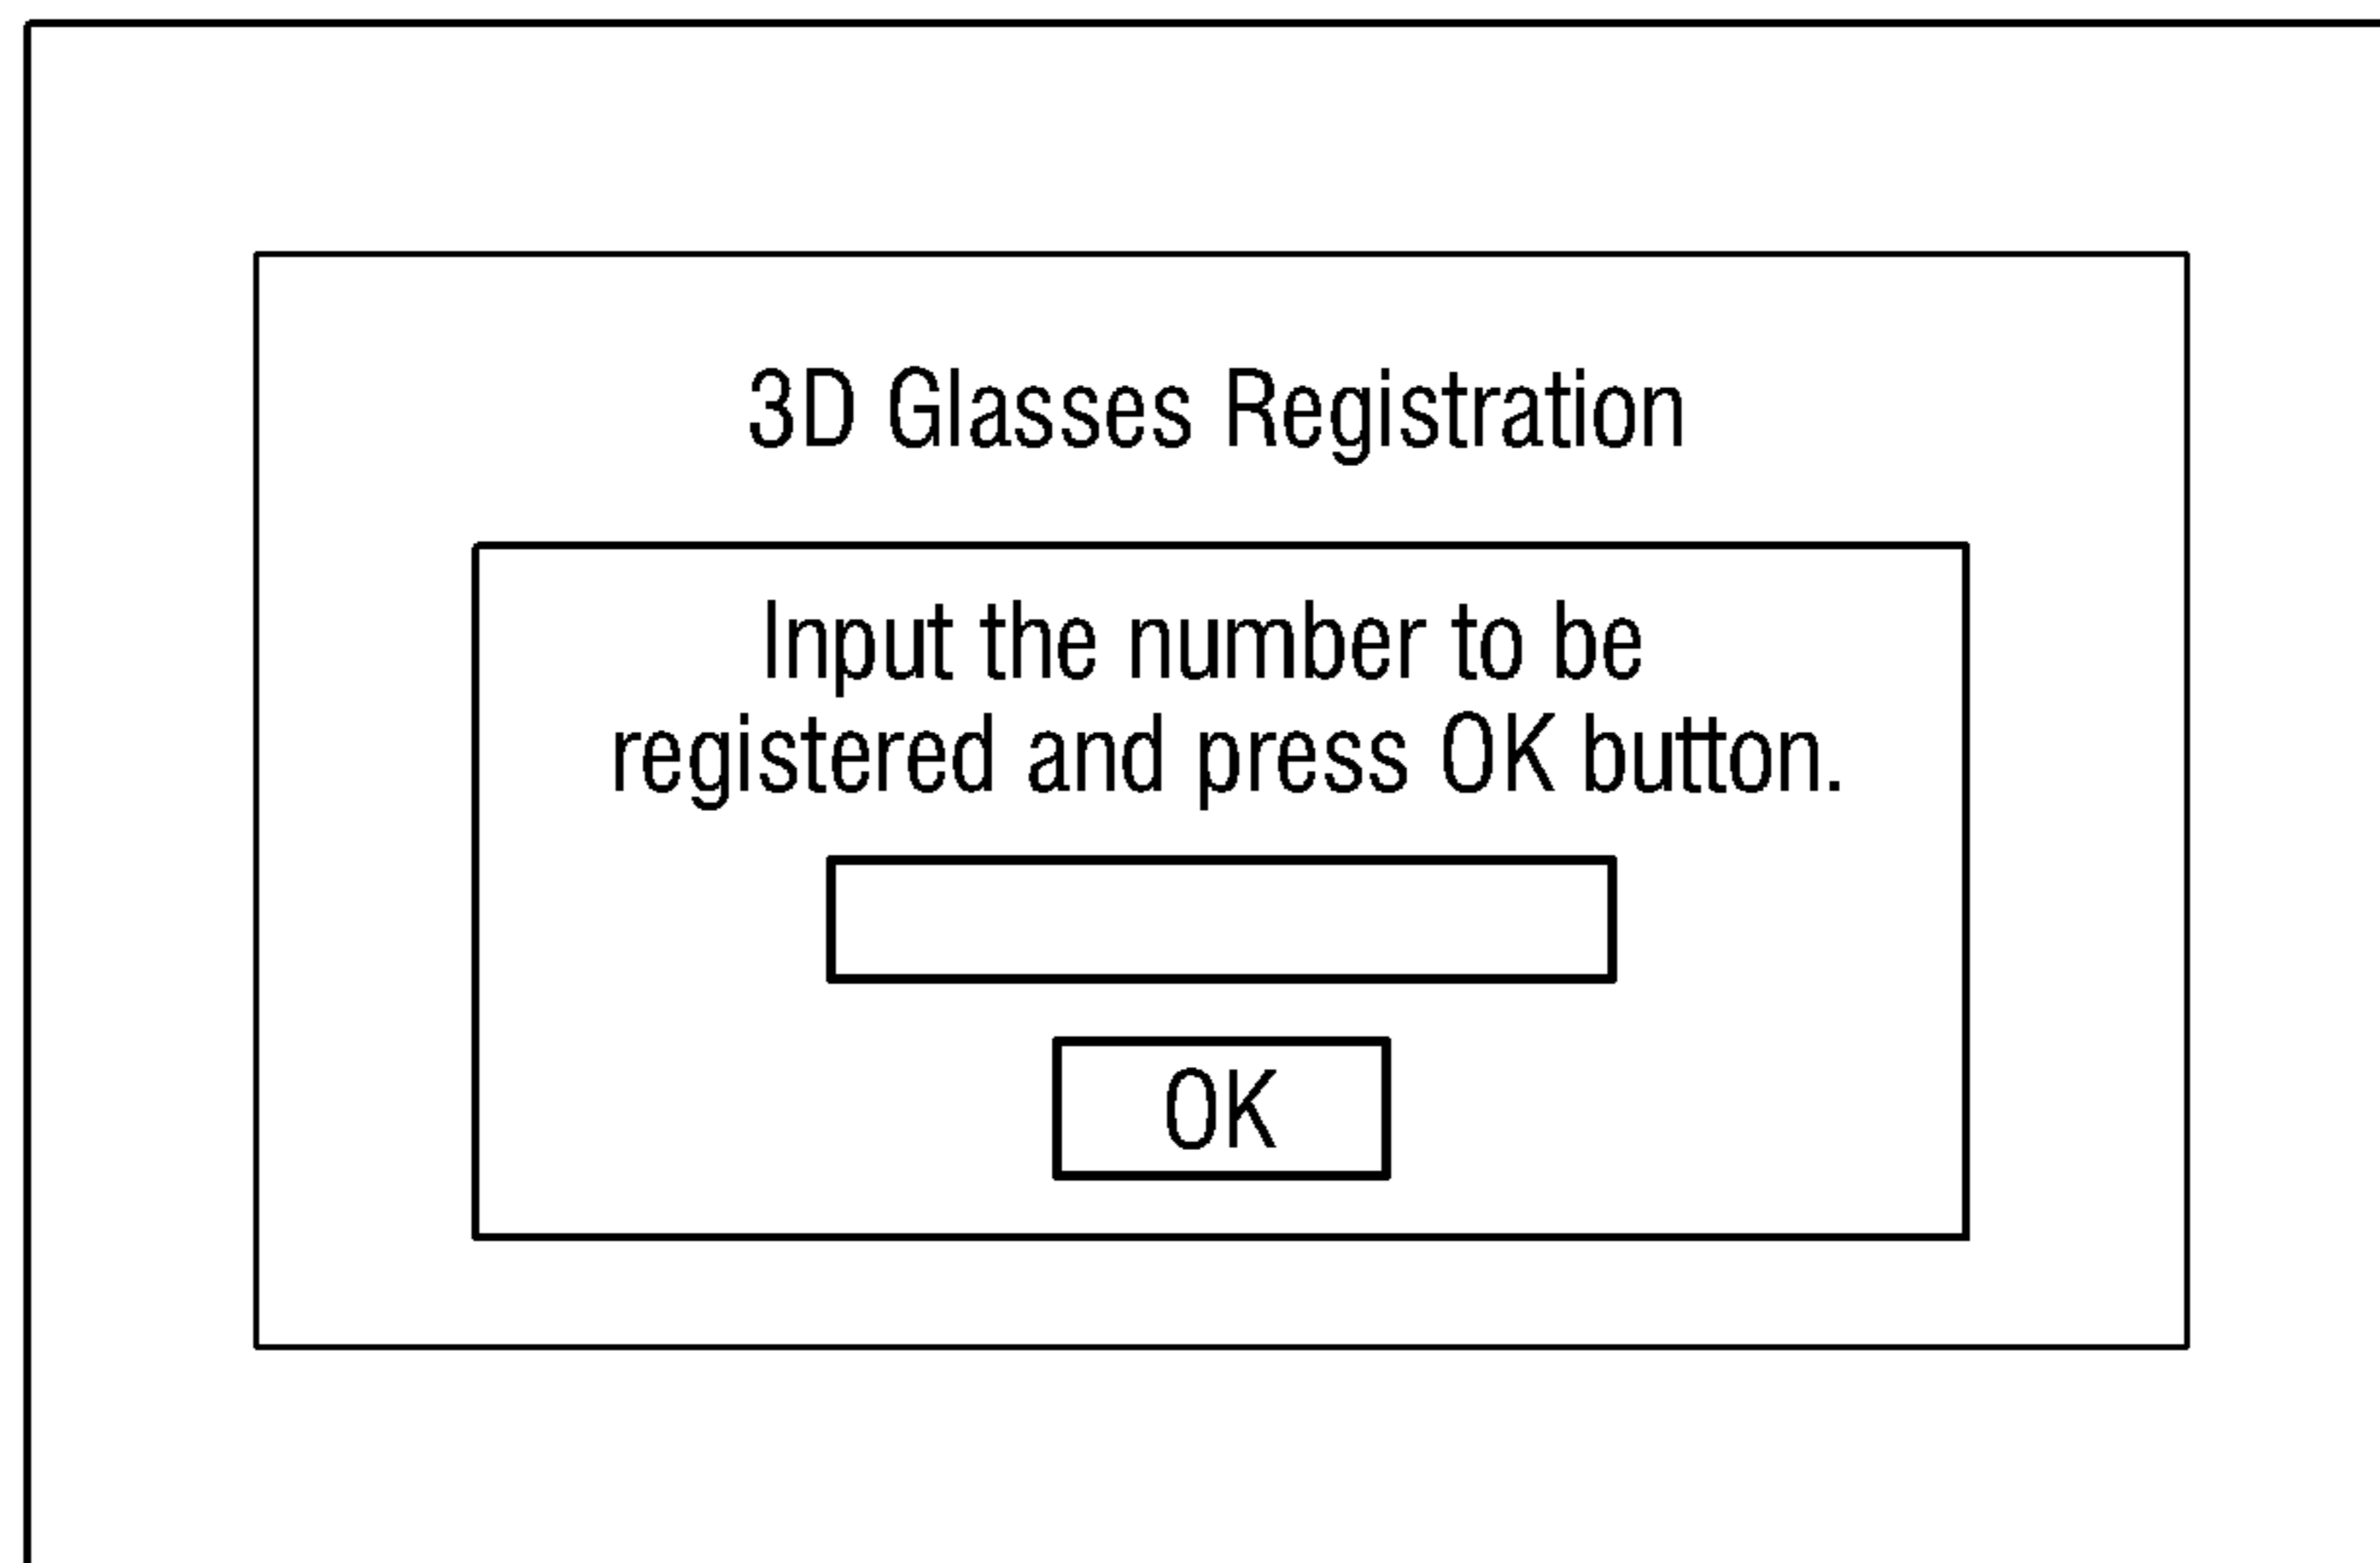 3D Glasses Registration
Input the number to be
registered and press OK button.
OK